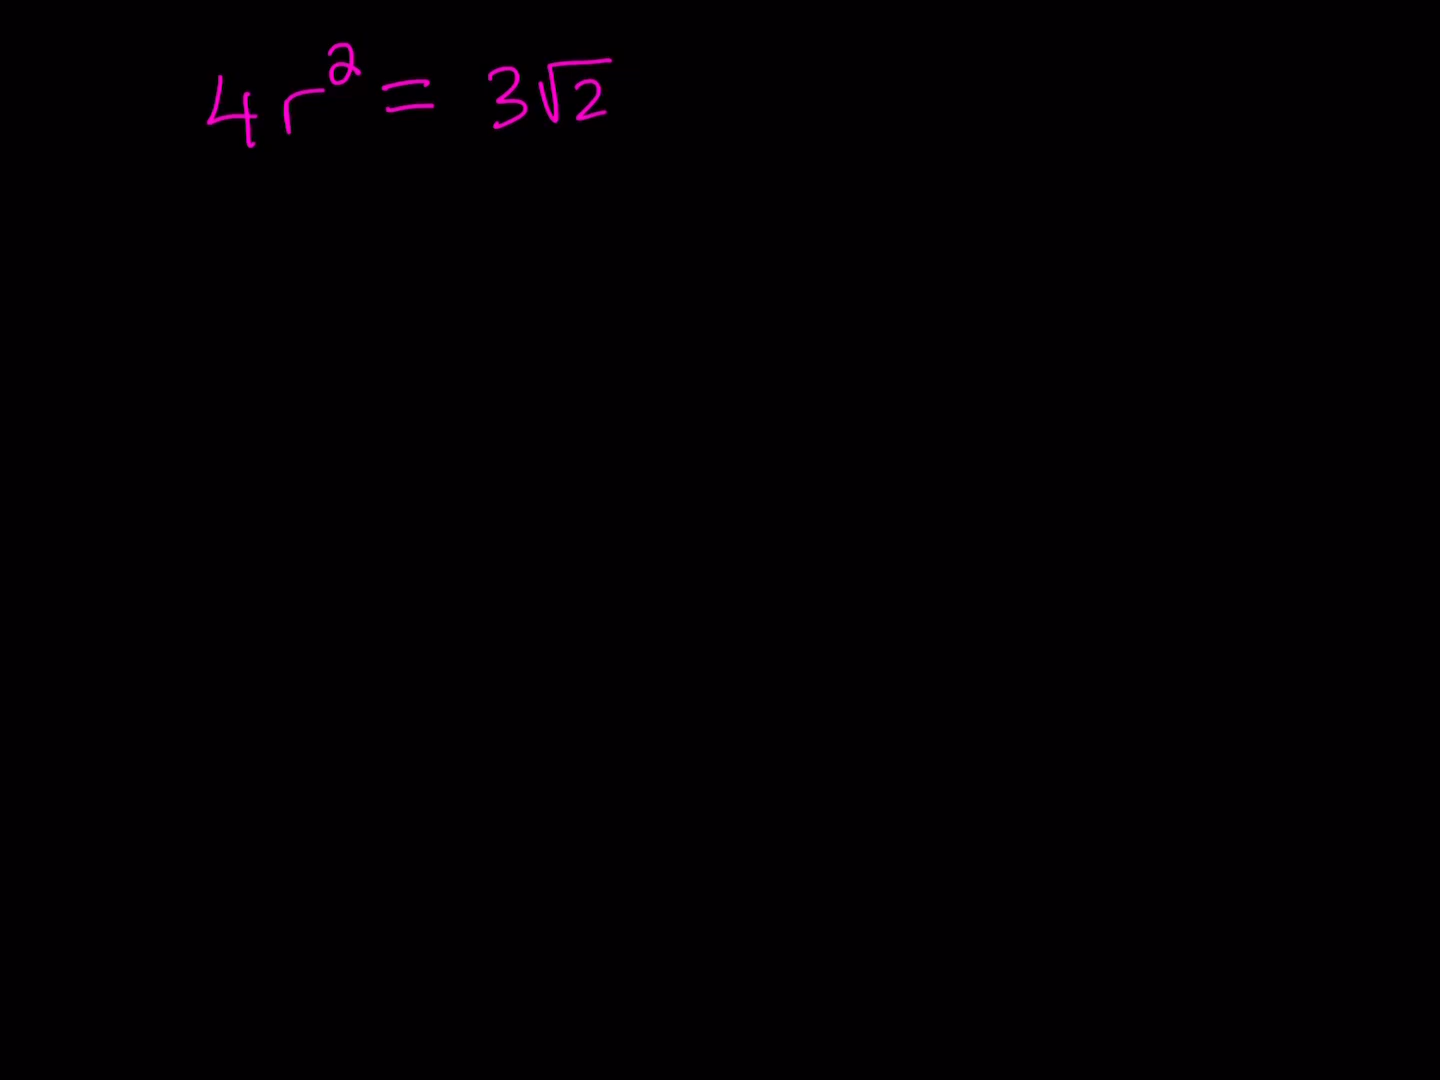 4r² = 3√2